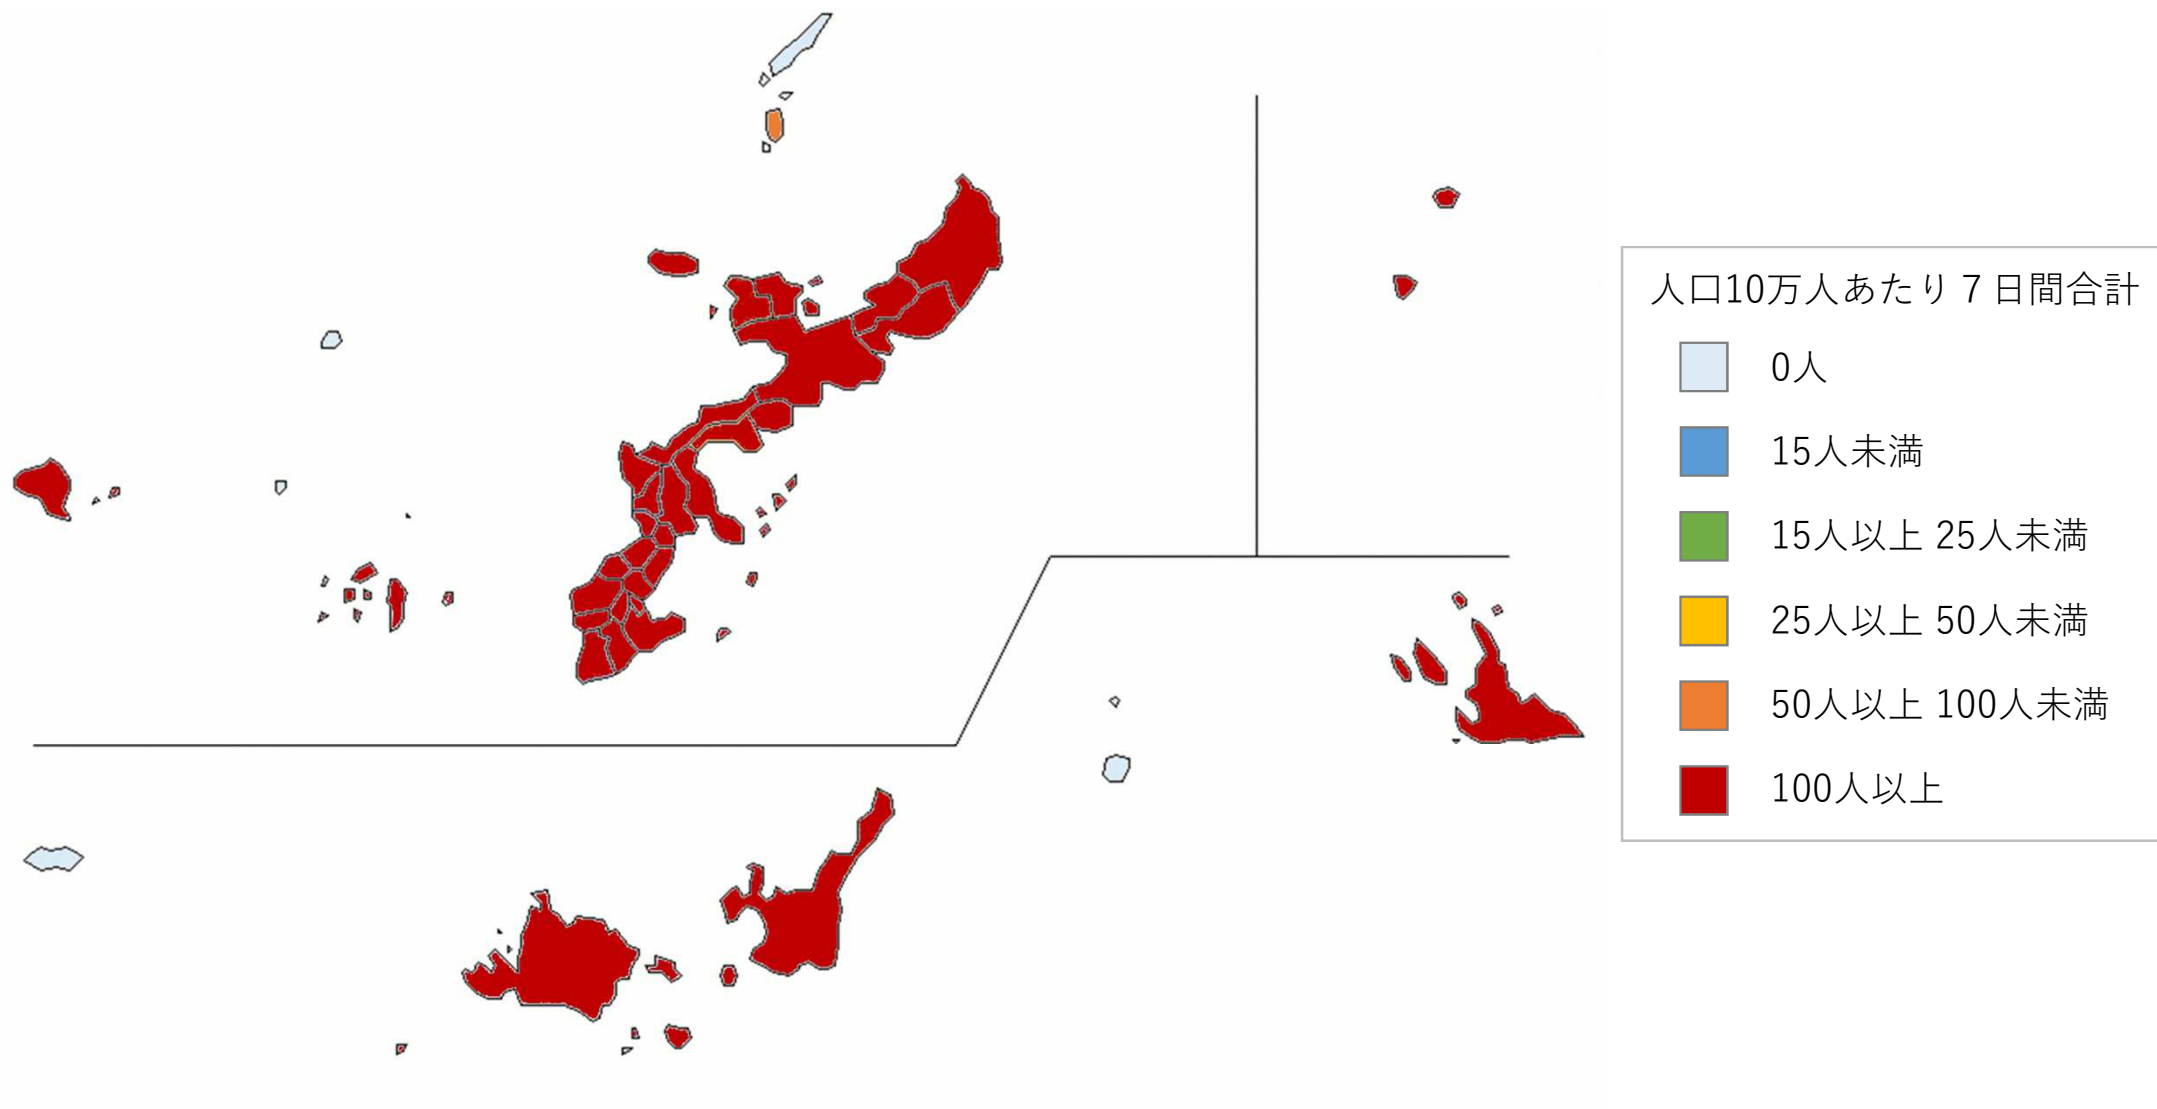 人口10万人あたり７日間合計
0人
15人未満
15人以上 25人未満
25人以上 50人未満
50人以上 100人未満
100人以上